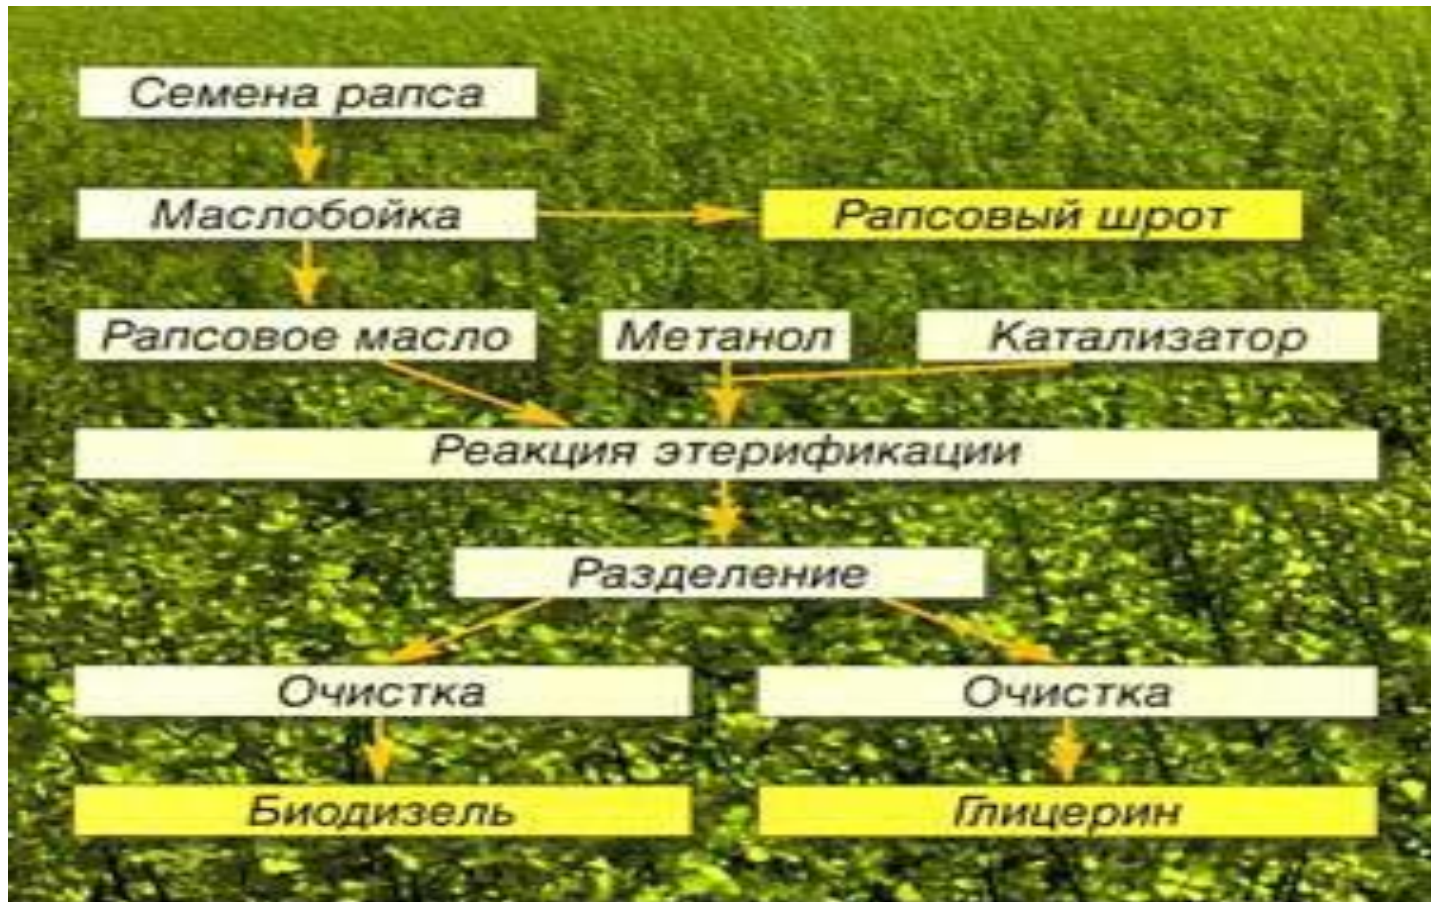 Семена рапса
Маслобойка
Рапсовый шрот
Рапсовое масло
Метанол
Катализатор
Реакция этерификации
Разделение
Очистка
Очистка
Биодизель
Глицерин